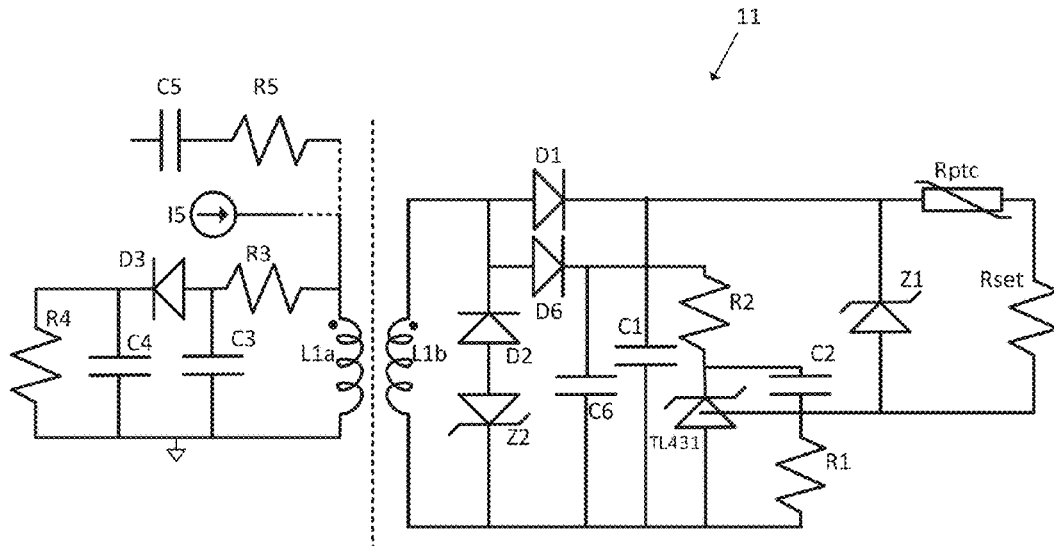 11
C5
R5
D1
Rptc
I5
D3
R3
Z1
Rset
R4
D6
R2
C4
C3
L1a
L1b
D2
C1
C2
C6
Z2
TL431
R1